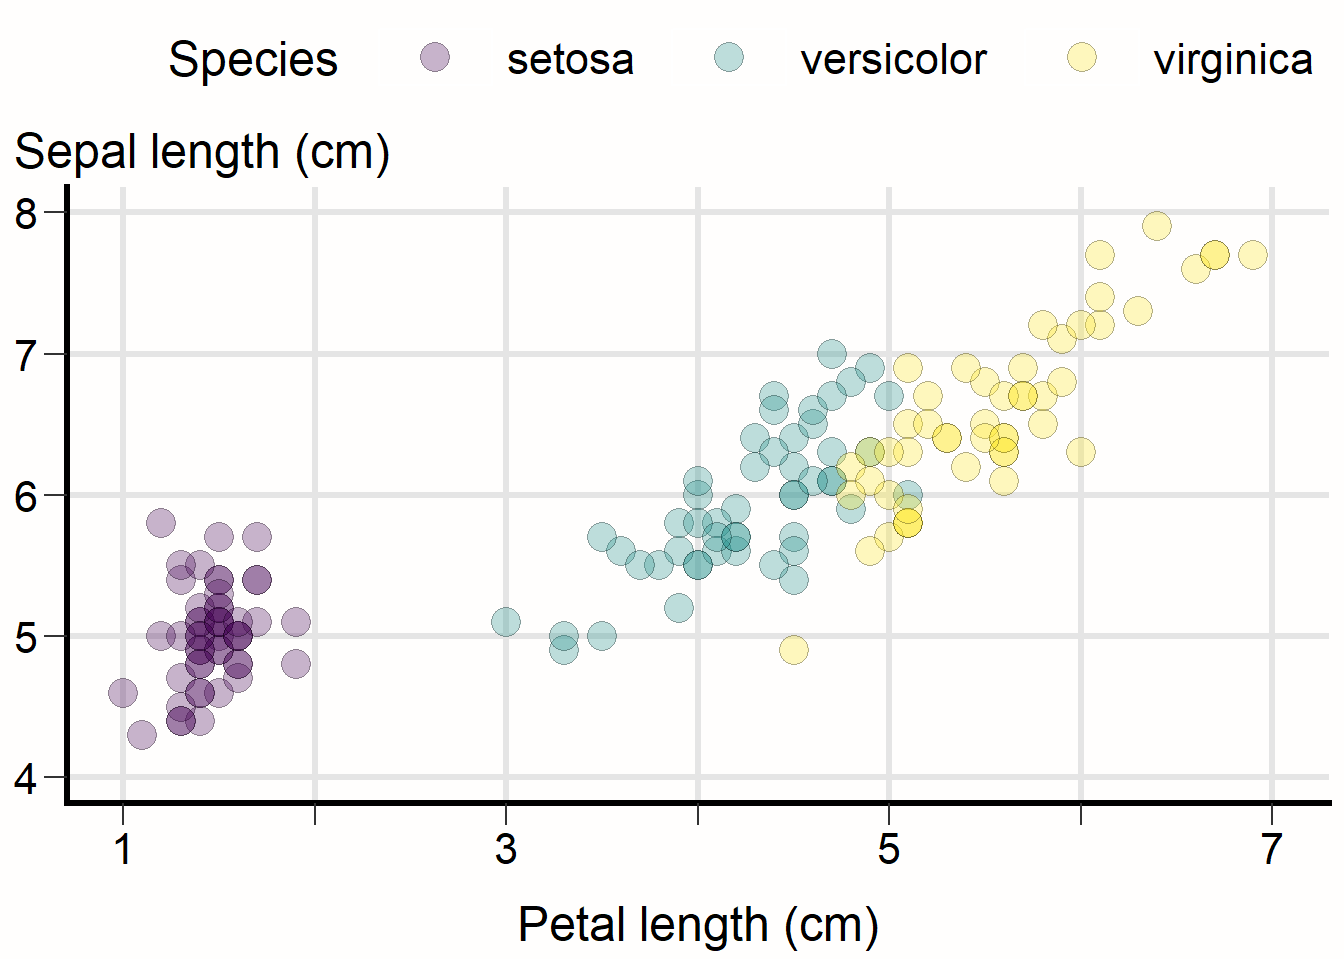 Species setosa versicolor virginica
Sepal length (cm)
8
7
6
5
4
1 3 5 7
Petal length (cm)